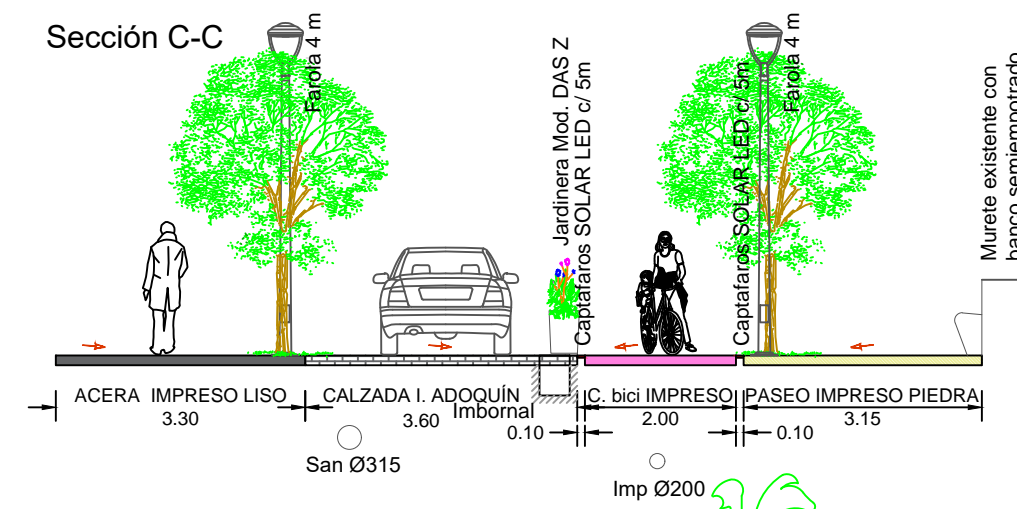 Sección C-C
Farola 4 m
Jardinera Mod. DAS Z
Captafaros SOLAR LED c/ 5m
Captafaros SOLAR LED c/ 5m
Farola 4 m
Murete existente con
banco semiempotrado
ACERA IMPRESO LISO
CALZADA I. ADOQUÍN
C. bici IMPRESO
PASEO IMPRESO PIEDRA
3.30
3.60
Imbornal
0.10
2.00
0.10
3.15
San Ø315
Imp Ø200